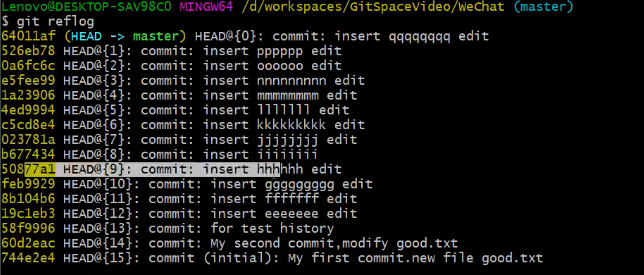 Lenovo@DESKTOP-SAV98C0 MINGW64 /d/workspaces/GitSpaceVideo/WeChat (master)
$ git reflog
64011af (HEAD -> master) HEAD@{0}: commit: insert qqqqqqqq edit
526eb78 HEAD@{1}: commit: insert pppppp edit
0a6fc6c HEAD@{2}: commit: insert oooooo edit
e5fee99 HEAD@{3}: commit: insert nnnnnnnnn edit
1a23906 HEAD@{4}: commit: insert mmmmmmmm edit
4ed9994 HEAD@{5}: commit: insert lllllll edit
c5cd8e4 HEAD@{6}: commit: insert kkkkkkkkk edit
023781a HEAD@{7}: commit: insert jjjjjjjj edit
b677434 HEAD@{8}: commit: insert iiiiiiii
50877a1 HEAD@{9}: commit: insert hhhhhh edit
feb9929 HEAD@{10}: commit: insert ggggggggg edit
8b104b6 HEAD@{11}: commit: insert fffffff edit
19c1eb3 HEAD@{12}: commit: insert eeeeeee edit
58f9996 HEAD@{13}: commit: for test history
60d2eac HEAD@{14}: commit: My second commit,modify good.txt
744e2e4 HEAD@{15}: commit (initial): My first commit.new file good.txt